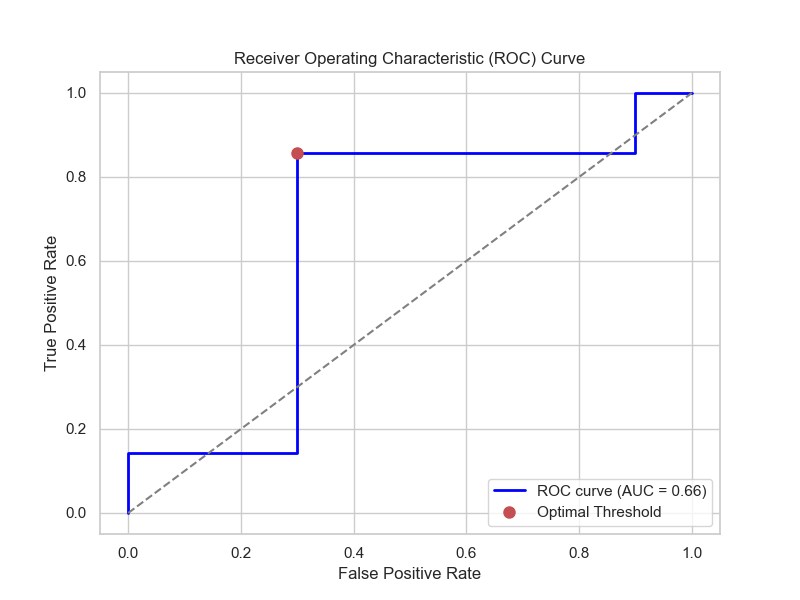 Receiver Operating Characteristic (ROC) Curve
1.0
0.8
0.6
0.4
0.2
0.0
True Positive Rate
0.0 0.2 0.4 0.6 0.8 1.0
False Positive Rate
ROC curve (AUC = 0.66)
Optimal Threshold